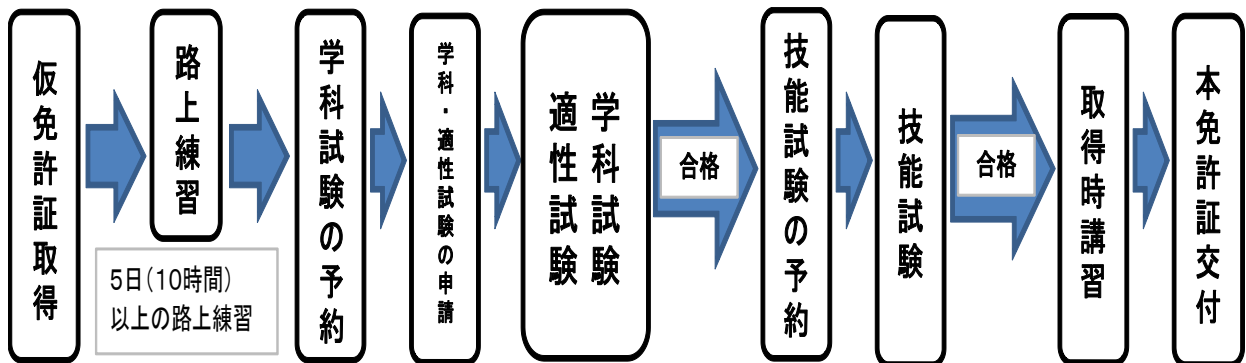 仮免許証取得
路上練習
5日(10時間)
以上の路上練習
学科試験の予約
学科・適性試験の申請
学科試験
適性試験
合格
技能試験の予約
技能試験
合格
取得時講習
本免許証交付